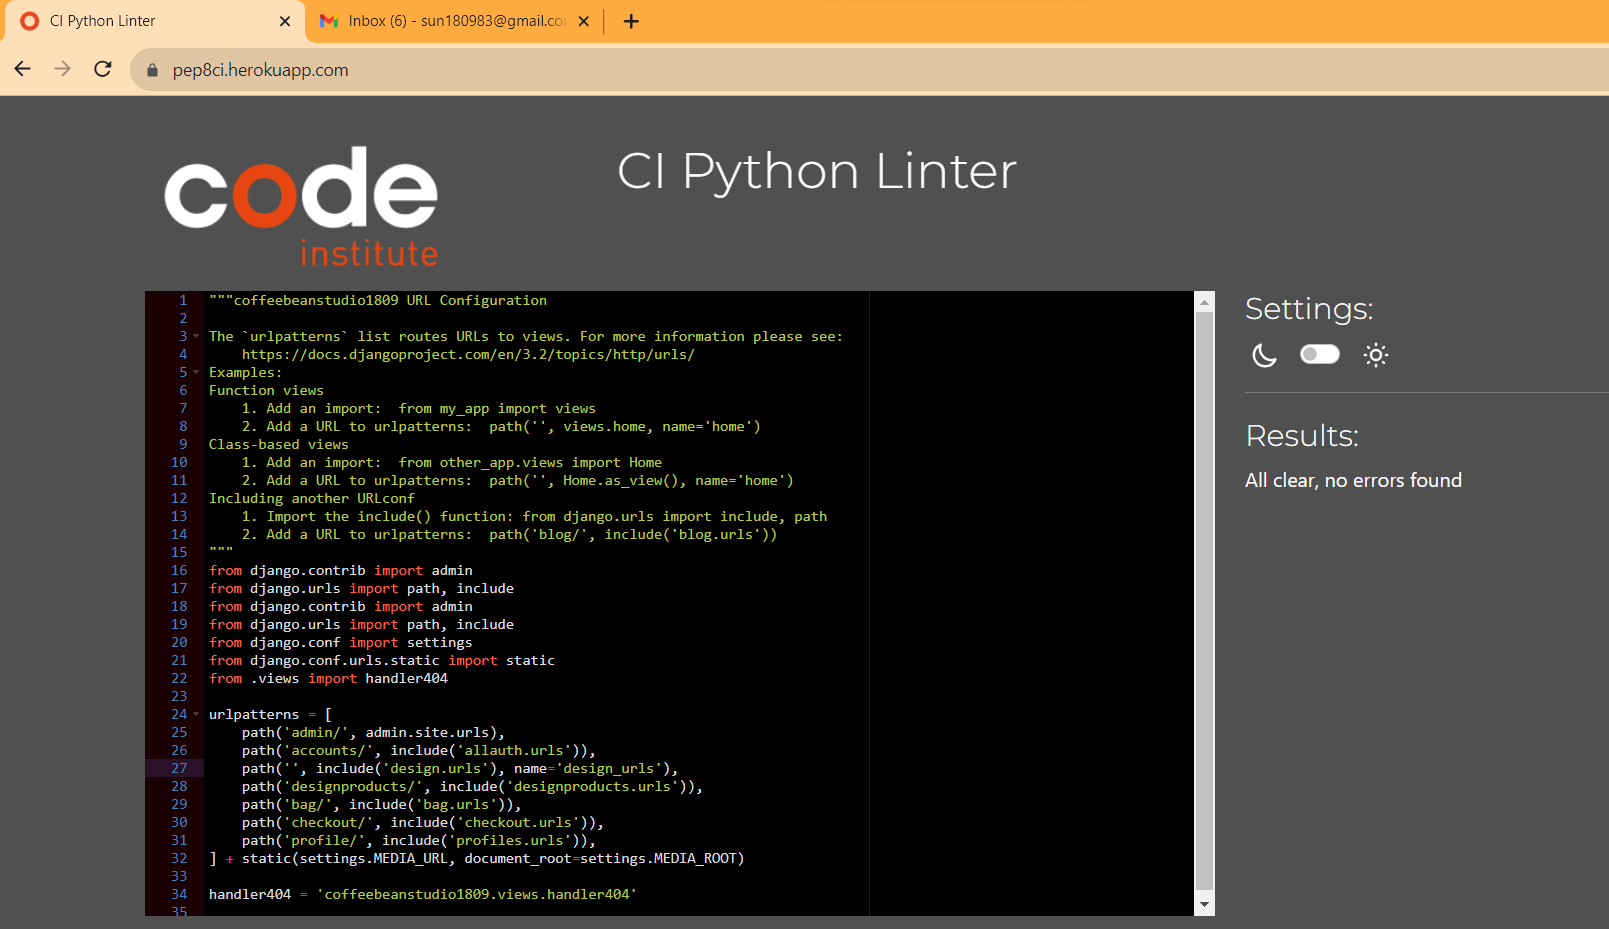 CI Python Linter
Inbox (6) - sun180983@gmail.co
pep8ci.herokuapp.com
code
institute
CI Python Linter
1 """coffeebeanstudio1809 URL Configuration
2
3 The `urlpatterns` list routes URLs to views. For more information please see:
4     https://docs.djangoproject.com/en/3.2/topics/http/urls/
5 Examples:
6 Function views
7     1. Add an import:  from my_app import views
8     2. Add a URL to urlpatterns:  path('', views.home, name='home')
9 Class-based views
10     1. Add an import:  from other_app.views import Home
11     2. Add a URL to urlpatterns:  path('', Home.as_view(), name='home')
12 Including another URLconf
13     1. Import the include() function: from django.urls import include, path
14     2. Add a URL to urlpatterns:  path('blog/', include('blog.urls'))
15 """
16 from django.contrib import admin
17 from django.urls import path, include
18 from django.contrib import admin
19 from django.urls import path, include
20 from django.conf import settings
21 from django.conf.urls.static import static
22 from .views import handler404
23
24 urlpatterns = [
25     path('admin/', admin.site.urls),
26     path('accounts/', include('allauth.urls')),
27     path('', include('design.urls'), name='design_urls'),
28     path('designproducts/', include('designproducts.urls')),
29     path('bag/', include('bag.urls')),
30     path('checkout/', include('checkout.urls')),
31     path('profile/', include('profiles.urls')),
32 ] + static(settings.MEDIA_URL, document_root=settings.MEDIA_ROOT)
33
34 handler404 = 'coffeebeanstudio1809.views.handler404'
35
Settings:
Results:
All clear, no errors found